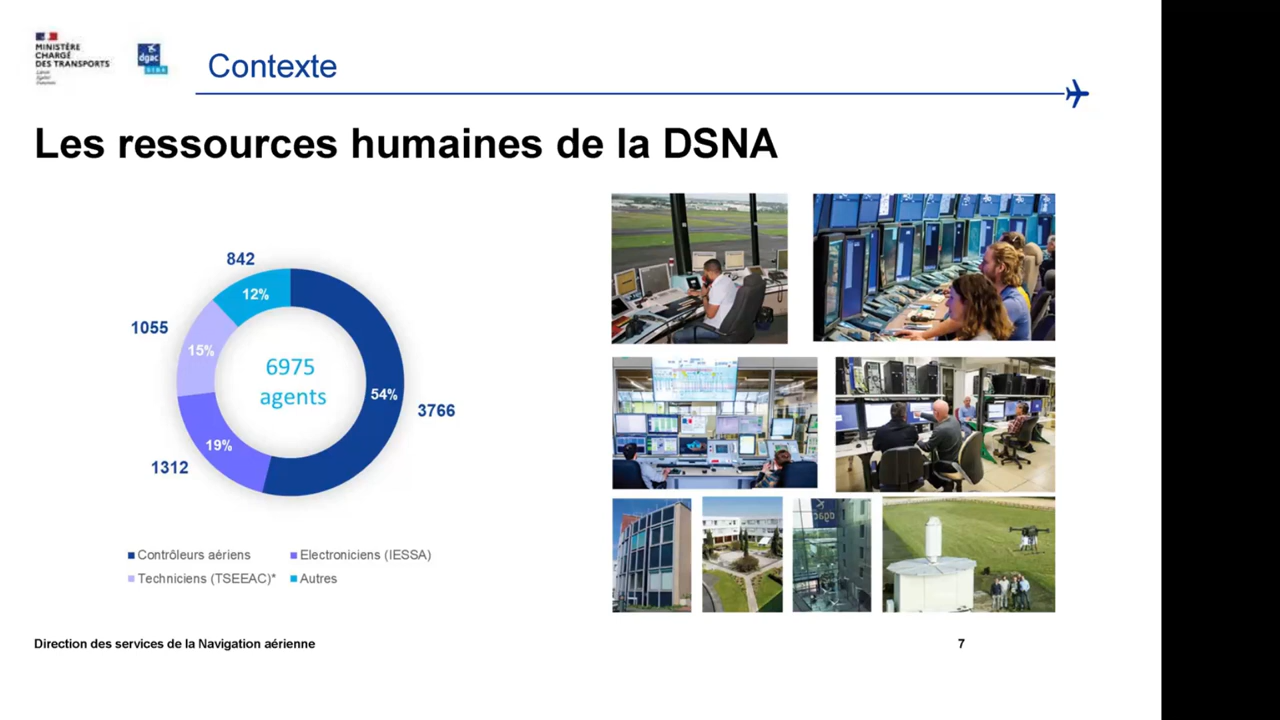 MINISTÈRE
CHARGÉ
DES TRANSPORTS
dgac
Contexte
Les ressources humaines de la DSNA
842
12%
1055
15%
6975
agents
54%
3766
19%
1312
Contrôleurs aériens
Electroniciens (IESSA)
Techniciens (TSEEAC)*
Autres
Direction des services de la Navigation aérienne
7